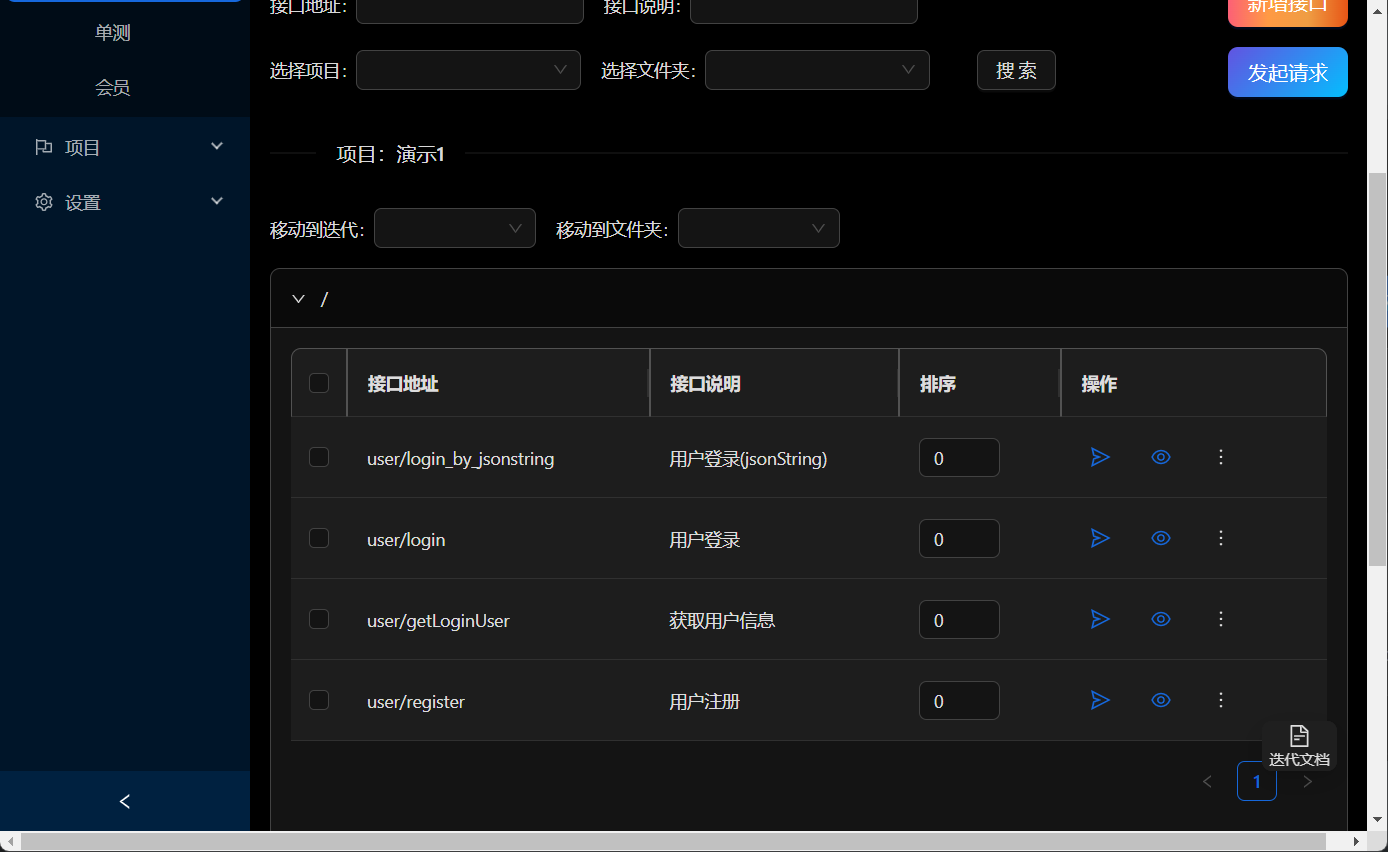 单测
会员
项目
设置
接口地址:
接口说明:
新增接口
选择项目:
选择文件夹:
搜 索
发起请求
项目：演示1
移动到迭代:
移动到文件夹:
/
接口地址 接口说明 排序 操作
user/login_by_jsonstring 用户登录(jsonString) 0
user/login 用户登录 0
user/getLoginUser 获取用户信息 0
user/register 用户注册 0
迭代文档
1